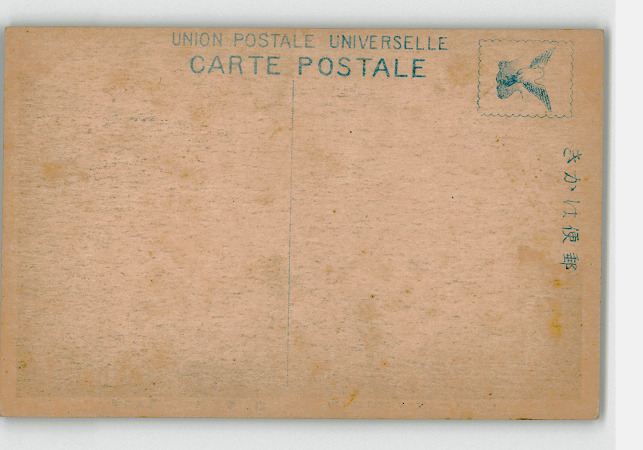 UNION POSTALE UNIVERSELLE
CARTE POSTALE
郵便はかき